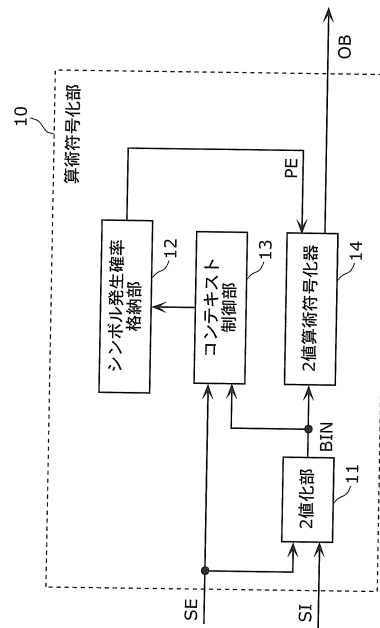 10
算術符号化部
シンボル発生確率
格納部
12
コンテキスト
制御部
13
PE
2値算術符号化器
14
OB
BIN
2値化部
11
SE
SI